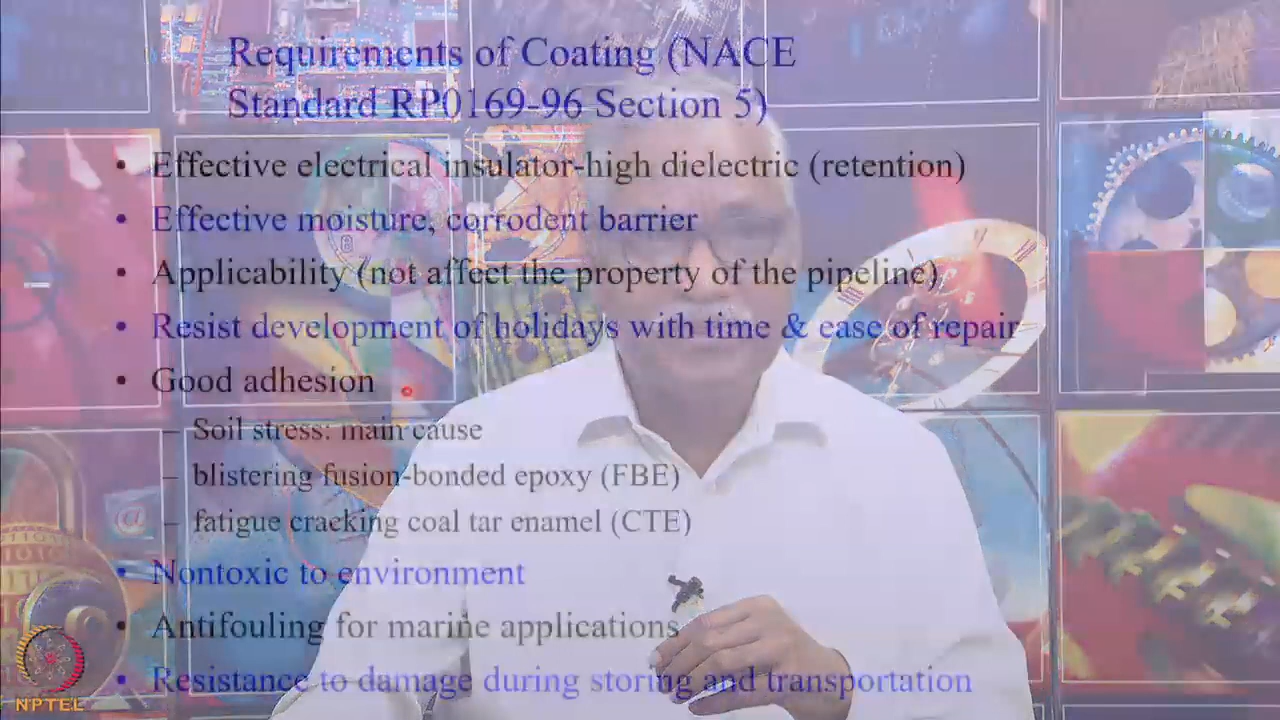 Requirements of Coating (NACE
Standard RP0169-96 Section 5)
• Effective electrical insulator-high dielectric (retention)
• Effective moisture, corrodent barrier
• Applicability (not affect the property of the pipeline)
• Resist development of holidays with time & ease of repair
• Good adhesion
– Soil stress: main cause
– blistering fusion-bonded epoxy (FBE)
– fatigue cracking coal tar enamel (CTE)
• Nontoxic to environment
• Antifouling for marine applications
• Resistance to damage during storing and transportation
NPTEL